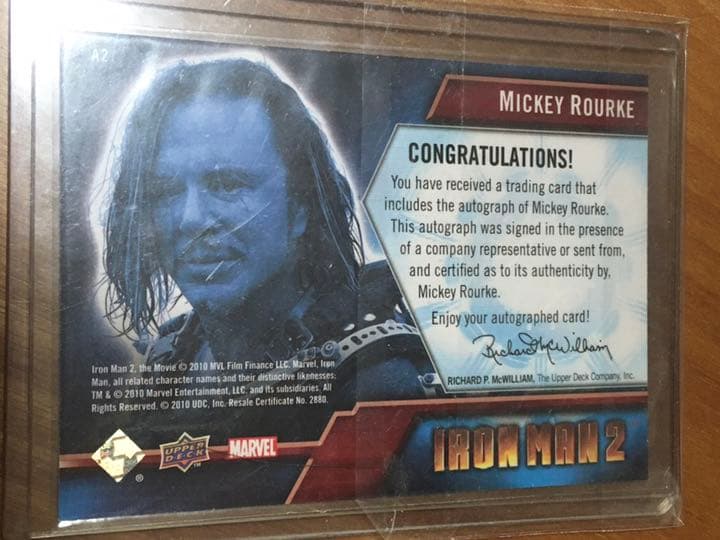 A2
MICKEY ROURKE
CONGRATULATIONS!
You have received a trading card that
includes the autograph of Mickey Rourke.
This autograph was signed in the presence
of a company representative or sent from,
and certified as to its authenticity by,
Mickey Rourke.
Enjoy your autographed card!
Richard P. McWilliam
RICHARD P. McWILLIAM, The Upper Deck Company, Inc.
Iron Man 2, the Movie © 2010 MVL Film Finance LLC. Marvel, Iron
Man, all related character names and their distinctive likenesses:
TM & © 2010 Marvel Entertainment, LLC. and its subsidiaries. All
Rights Reserved. © 2010 UDC, Inc. Resale Certificate No. 2880.
®
UPPER
DECK
TM
MARVEL
IRON MAN 2